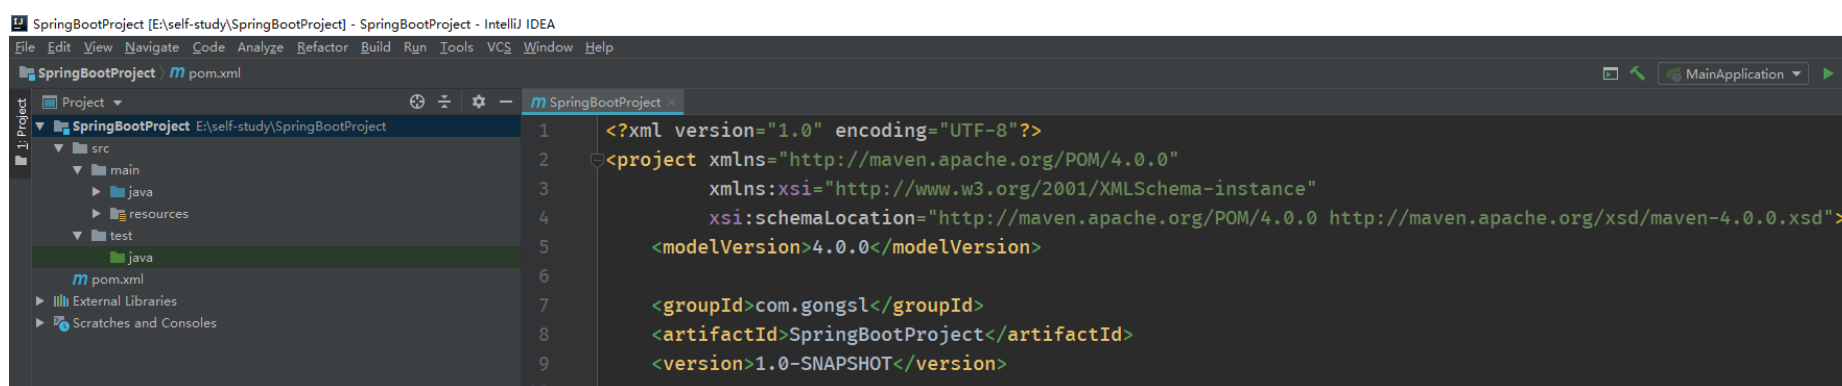 SpringBootProject [E:\self-study\SpringBootProject] - SpringBootProject - IntelliJ IDEA
File Edit View Navigate Code Analyze Refactor Build Run Tools VCS Window Help
SpringBootProject pom.xml
MainApplication
1: Project
Project
SpringBootProject E:\self-study\SpringBootProject
src
main
java
resources
test
java
pom.xml
External Libraries
Scratches and Consoles
SpringBootProject
1 <?xml version="1.0" encoding="UTF-8"?>
2 <project xmlns="http://maven.apache.org/POM/4.0.0"
3 xmlns:xsi="http://www.w3.org/2001/XMLSchema-instance"
4 xsi:schemaLocation="http://maven.apache.org/POM/4.0.0 http://maven.apache.org/xsd/maven-4.0.0.xsd">
5 <modelVersion>4.0.0</modelVersion>
6
7 <groupId>com.gongsl</groupId>
8 <artifactId>SpringBootProject</artifactId>
9 <version>1.0-SNAPSHOT</version>